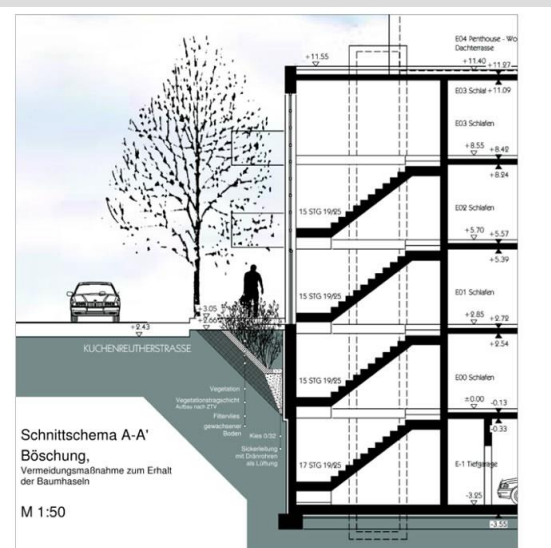 E04 Penthouse - Wo
Dachterrasse
+11.55
+11.40
+11.27
E03 Schlaf
+11.09
E03 Schlafen
+8.55
+8.42
+8.24
15 STG 19/25
E02 Schlafen
+5.70
+5.57
+5.39
15 STG 19/25
E01 Schlafen
+3.05
+2.66
+2.43
+2.85
+2.72
+2.54
KUCHENREUTHERSTRASSE
15 STG 19/25
E00 Schlafen
±0.00
-0.13
-0.33
Vegetation
Vegetationstragschicht
Aufbau nach ZTV
Filtervlies
gewachsener
Boden
Kies 0:32
Sickerleitung
mit Dränrohren
als Lüftung
17 STG 19/25
E-1 Tiefgarage
-3.25
-3.55
Schnittschema A-A'
Böschung,
Vermeidungsmaßnahme zum Erhalt
der Baumhaseln
M 1:50